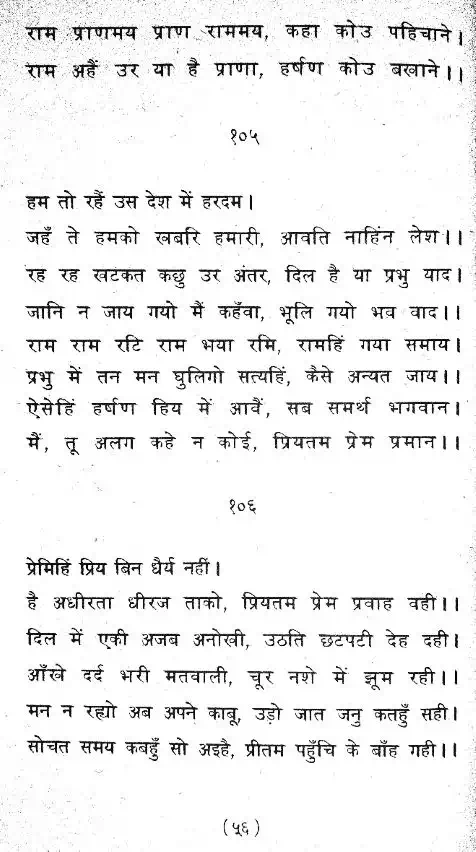 राम प्राणमय प्राण राममय, कहा कोउ पहिचाने।
राम अहैं उर या है प्राणा, हर्षण कोउ बखाने।।
१०५
हम तो रहैं उस देश में हरदम।
जहँ ते हमको खबरि हमारी, आवति नाहिंन लेश।।
रह रह खटकत कछु उर अंतर, दिल है या प्रभु याद।
जानि न जाय गयो मैं कहँवा, भूलि गयो भव वाद।।
राम राम रटि राम भया रमि, रामहिं गया समाय।
प्रभु में तन मन घुलिगो सत्यहिं, कैसे अन्यत जाय।।
ऐसेहिं हर्षण हिय में आवैं, सब समर्थ भगवान।
मैं, तू अलग कहे न कोई, प्रियतम प्रेम प्रमान।।
१०६
प्रेमिहिं प्रिय बिन धैर्य नहीं।
है अधीरता धीरज ताको, प्रियतम प्रेम प्रवाह वही।।
दिल में एकी अजब अनोखी, उठति छटपटी देह दही।
आँखे दर्द भरी मतवाली, चूर नशे में झूम रही।।
मन न रह्यो अब अपने काबू, उड़ो जात जनु कतहुँ सही।
सोचत समय कबहुँ सो अइहै, प्रीतम पहुँचि के बाँह गही।।
(५६)